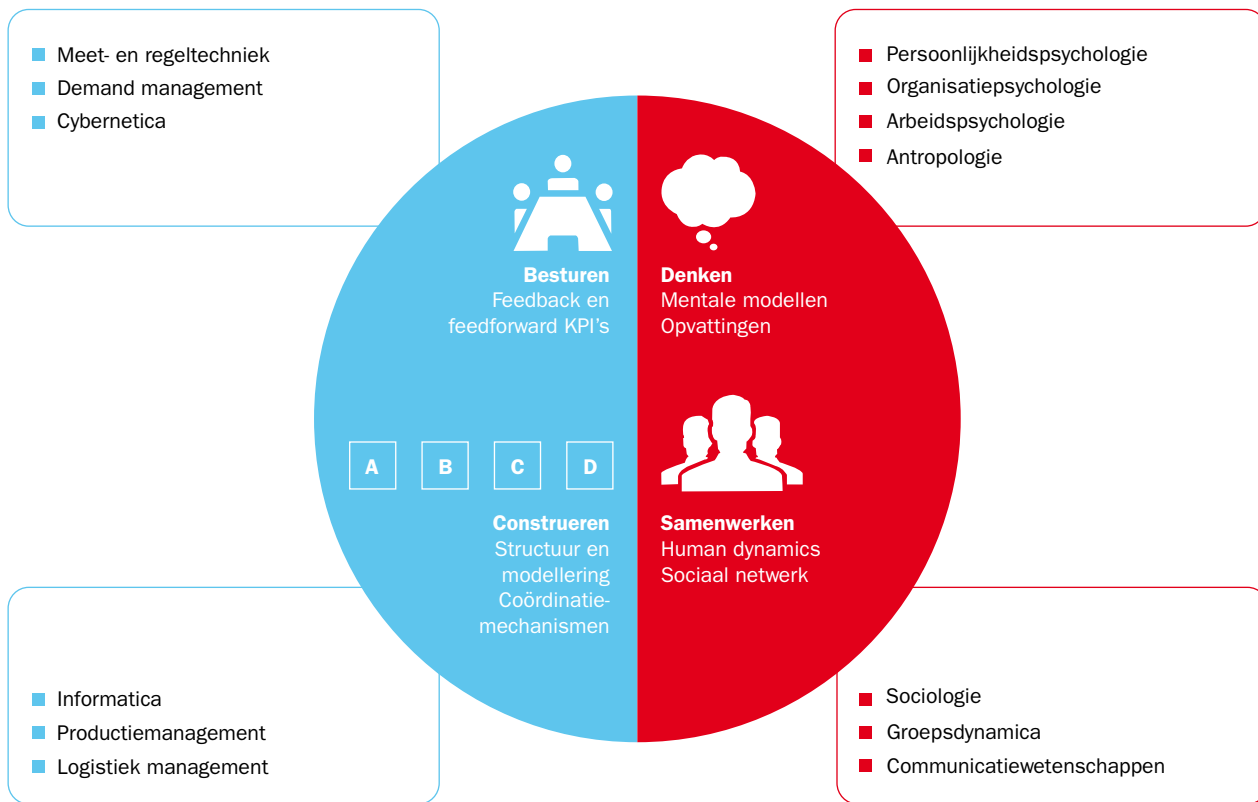 Meet- en regeltechniek
Demand management
Cybernetica
Persoonlijkheidspsychologie
Organisatiepsychologie
Arbeidspsychologie
Antropologie
Besturen
Feedback en
feedforward KPI's
Denken
Mentale modellen
Opvattingen
A B C D
Construeren
Structuur en
modellering
Coördinatie-
mechanismen
Samenwerken
Human dynamics
Sociaal netwerk
Informatica
Productiemanagement
Logistiek management
Sociologie
Groepsdynamica
Communicatiewetenschappen